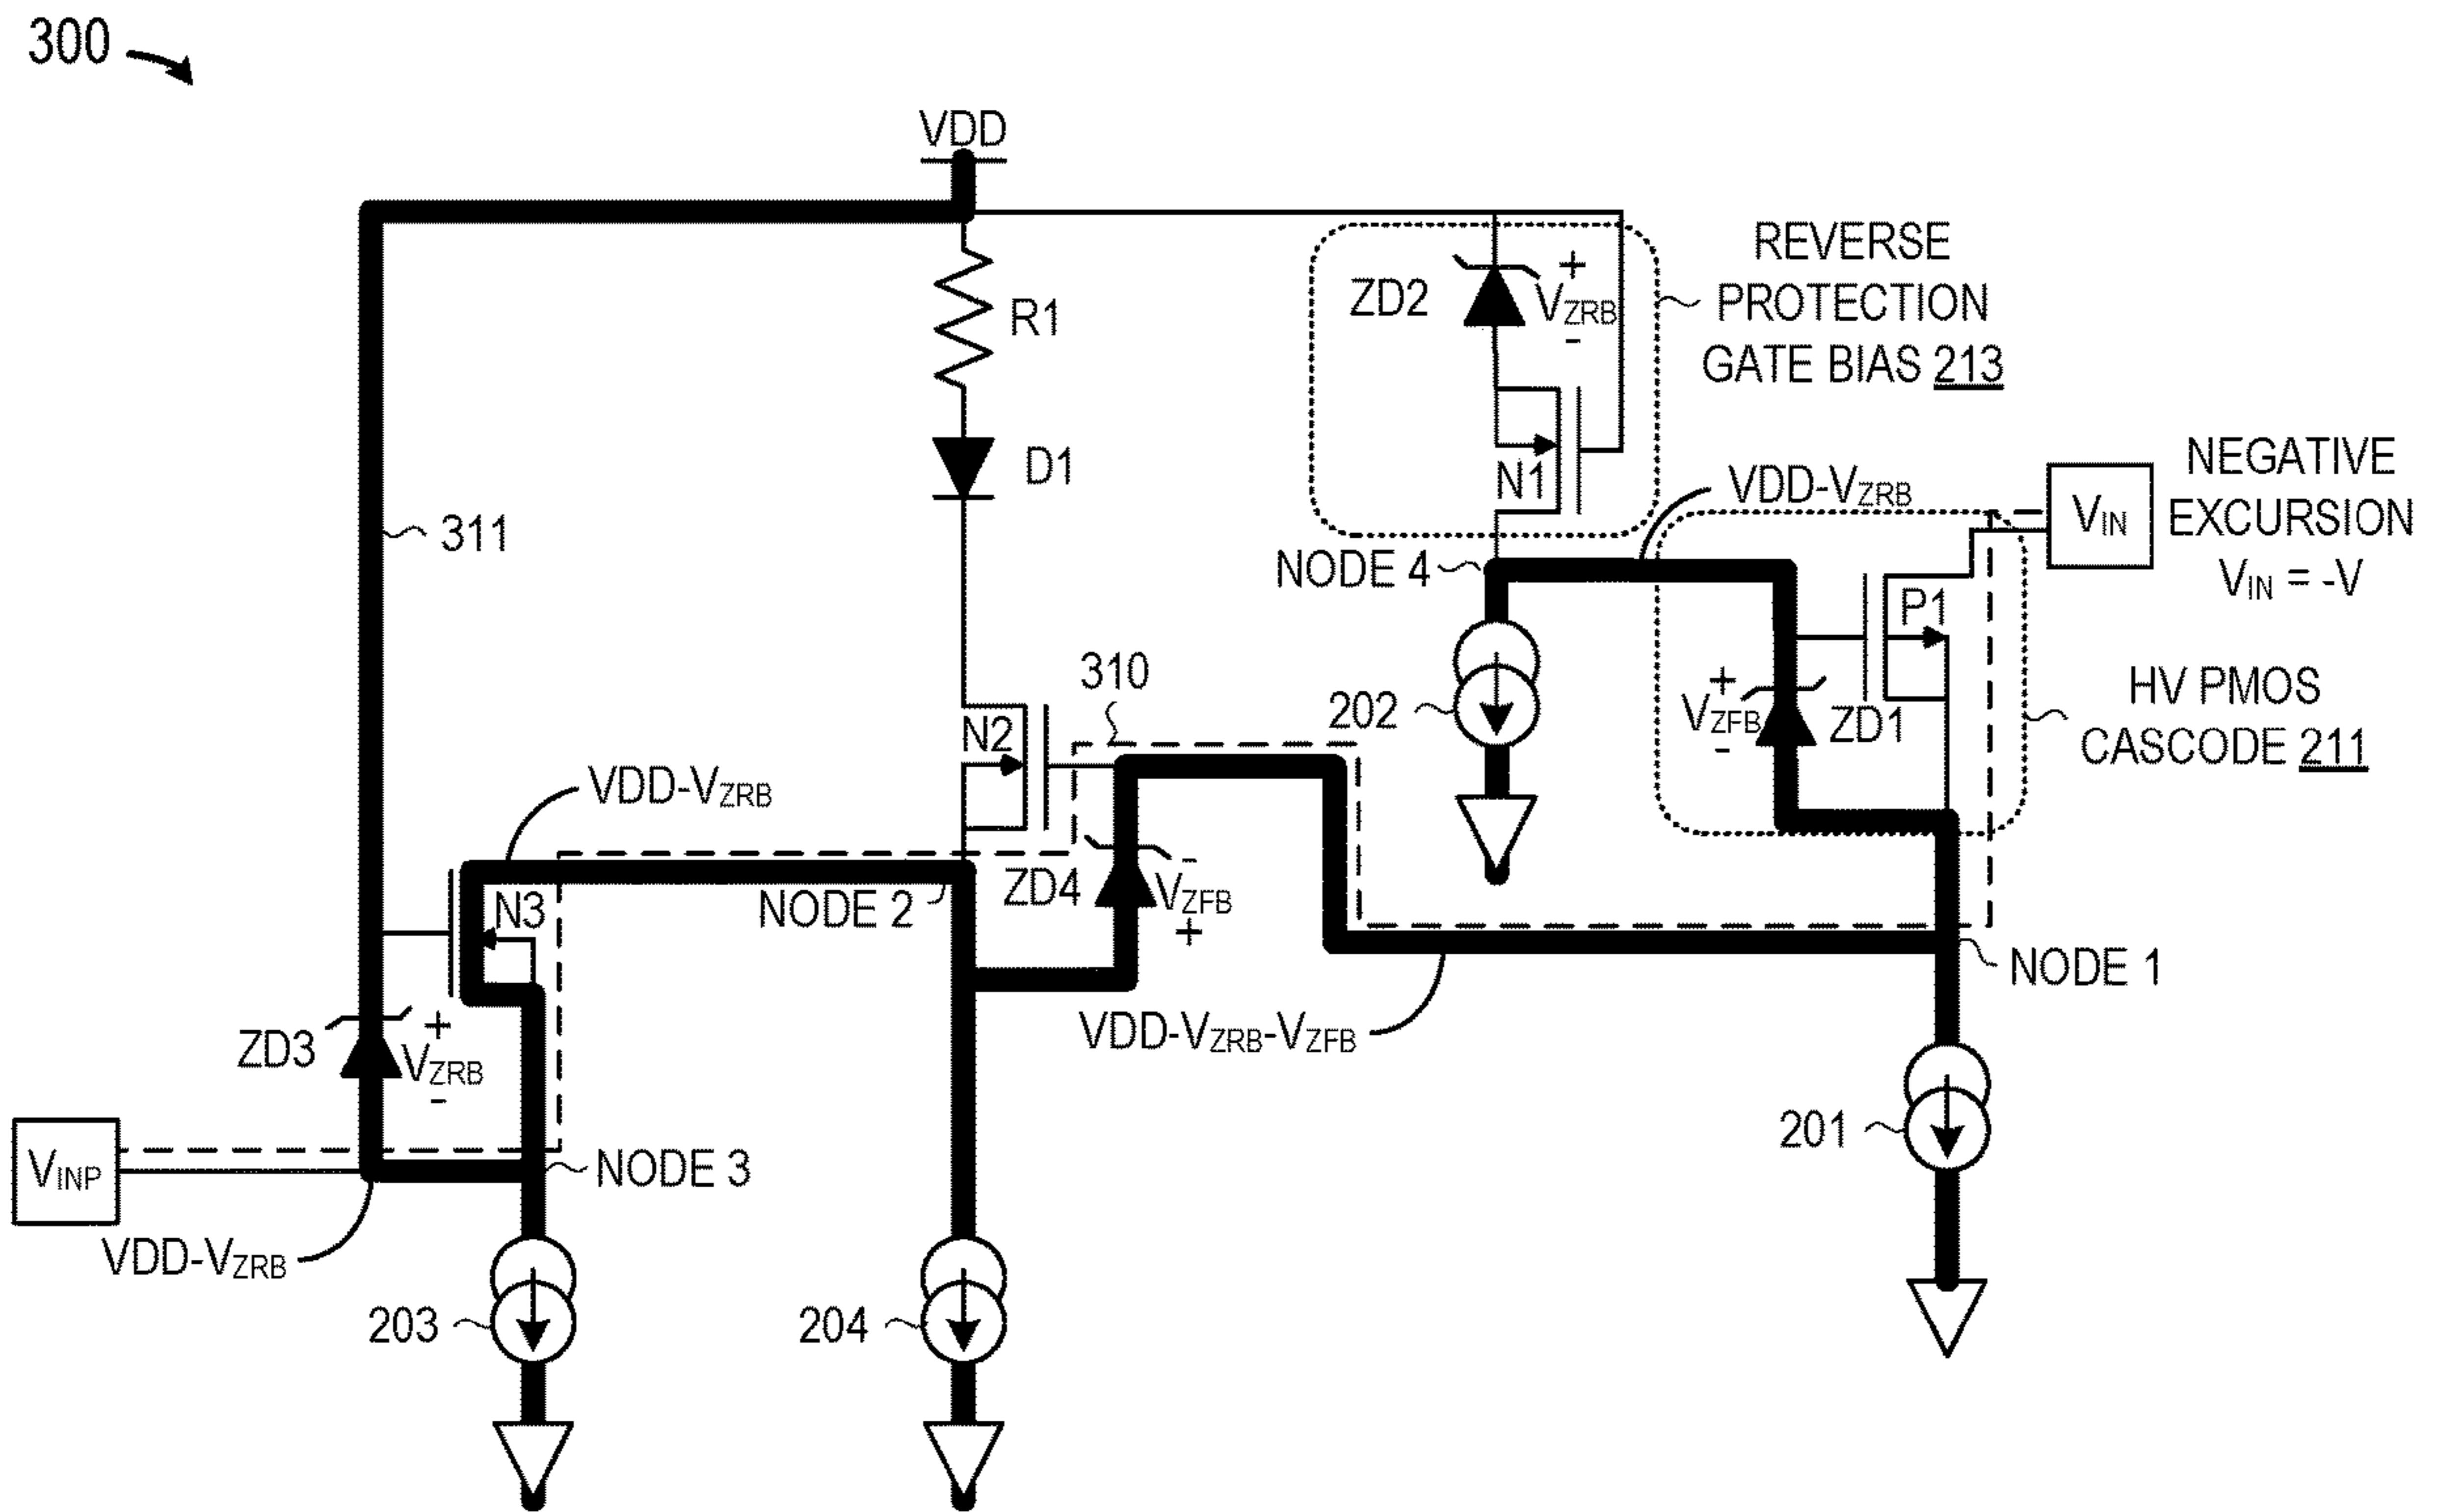 300
VDD
REVERSE
PROTECTION
GATE BIAS 213
ZD2
+
VZRB
-
R1
N1
D1
VDD-VZRB
VIN
NEGATIVE
EXCURSION
VIN = -V
311
NODE 4
P1
310
202
+
VZFB
-
ZD1
HV PMOS
CASCODE 211
N2
VDD-VZRB
NODE 2
ZD4
-
VZFB
+
N3
NODE 1
VDD-VZRB-VZFB
ZD3
+
VZRB
-
201
VINP
NODE 3
VDD-VZRB
203
204